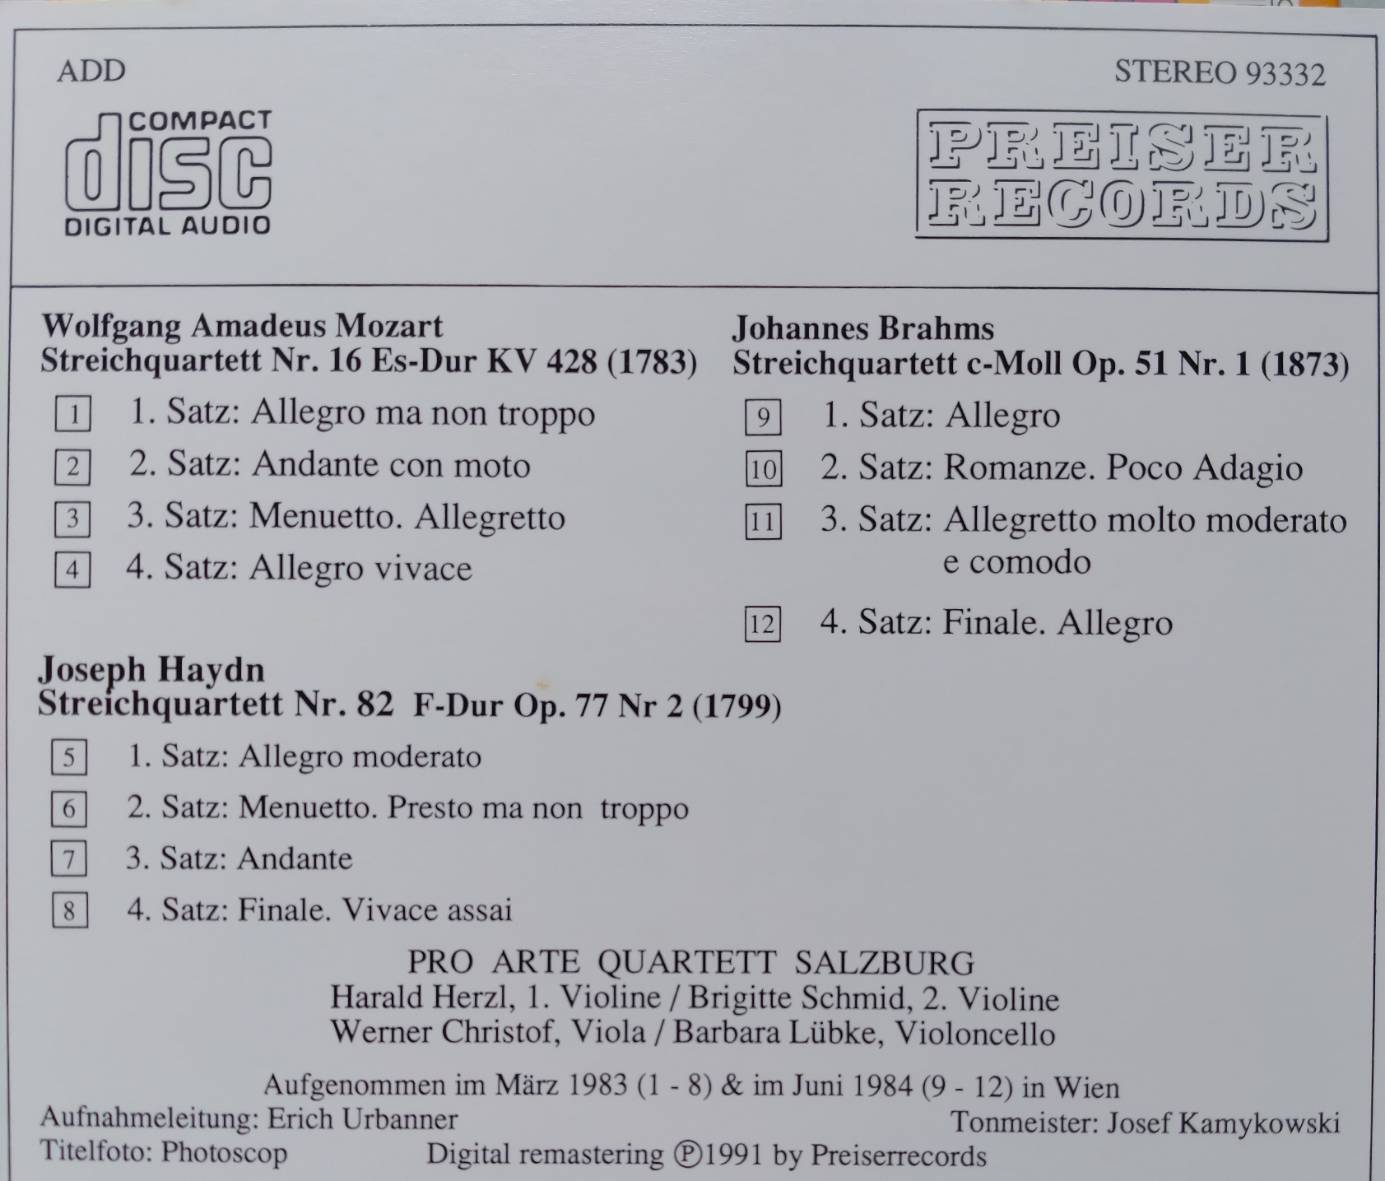 ADD
STEREO 93332
COMPACT
disc
DIGITAL AUDIO
PREISER
RECORDS
Wolfgang Amadeus Mozart
Streichquartett Nr. 16 Es-Dur KV 428 (1783)
1 1. Satz: Allegro ma non troppo
2 2. Satz: Andante con moto
3 3. Satz: Menuetto. Allegretto
4 4. Satz: Allegro vivace
Joseph Haydn
Streichquartett Nr. 82 F-Dur Op. 77 Nr 2 (1799)
5 1. Satz: Allegro moderato
6 2. Satz: Menuetto. Presto ma non troppo
7 3. Satz: Andante
8 4. Satz: Finale. Vivace assai
Johannes Brahms
Streichquartett c-Moll Op. 51 Nr. 1 (1873)
9 1. Satz: Allegro
10 2. Satz: Romanze. Poco Adagio
11 3. Satz: Allegretto molto moderato
e comodo
12 4. Satz: Finale. Allegro
PRO ARTE QUARTETT SALZBURG
Harald Herzl, 1. Violine / Brigitte Schmid, 2. Violine
Werner Christof, Viola / Barbara Lübke, Violoncello
Aufgenommen im März 1983 (1 - 8) & im Juni 1984 (9 - 12) in Wien
Aufnahmeleitung: Erich Urbanner
Tonmeister: Josef Kamykowski
Titelfoto: Photoscop
Digital remastering Ⓟ1991 by Preiserrecords